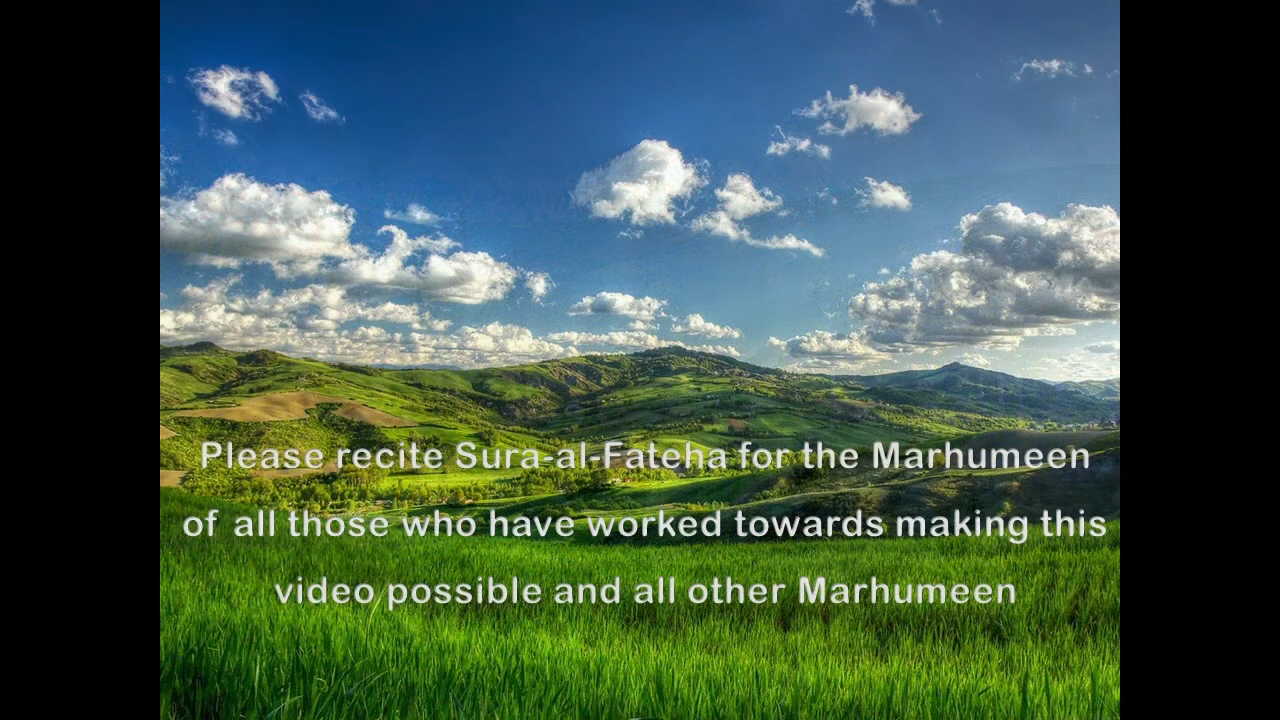 Please recite Sura-al-Fateha for the Marhumeen
of all those who have worked towards making this
video possible and all other Marhumeen